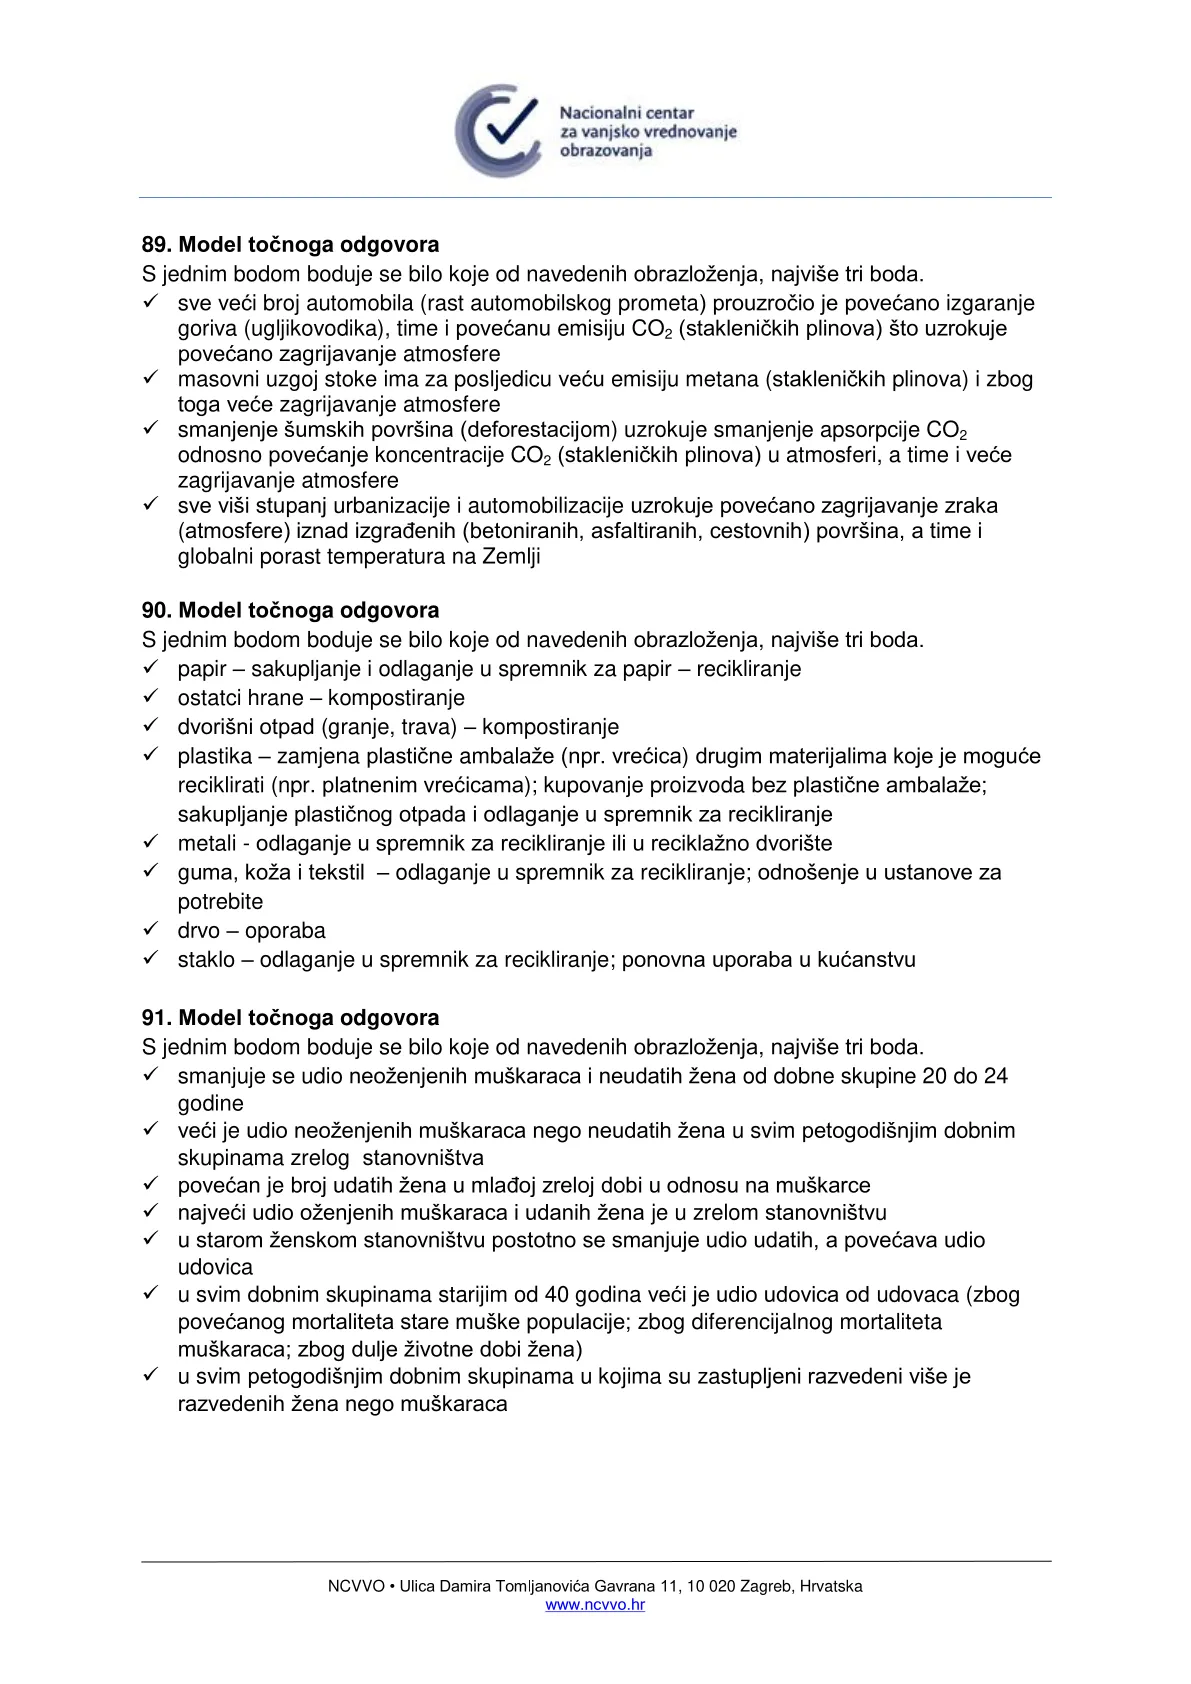 Nacionalni centar
za vanjsko vrednovanje
obrazovanja
89. Model točnoga odgovora
S jednim bodom boduje se bilo koje od navedenih obrazloženja, najviše tri boda.
✓ sve veći broj automobila (rast automobilskog prometa) prouzročio je povećano izgaranje
goriva (ugljikovodika), time i povećanu emisiju CO₂ (stakleničkih plinova) što uzrokuje
povećano zagrijavanje atmosfere
✓ masovni uzgoj stoke ima za posljedicu veću emisiju metana (stakleničkih plinova) i zbog
toga veće zagrijavanje atmosfere
✓ smanjenje šumskih površina (deforestacijom) uzrokuje smanjenje apsorpcije CO₂
odnosno povećanje koncentracije CO₂ (stakleničkih plinova) u atmosferi, a time i veće
zagrijavanje atmosfere
✓ sve viši stupanj urbanizacije i automobilizacije uzrokuje povećano zagrijavanje zraka
(atmosfere) iznad izgrađenih (betoniranih, asfaltiranih, cestovnih) površina, a time i
globalni porast temperatura na Zemlji
90. Model točnoga odgovora
S jednim bodom boduje se bilo koje od navedenih obrazloženja, najviše tri boda.
✓ papir – sakupljanje i odlaganje u spremnik za papir – recikliranje
✓ ostatci hrane – kompostiranje
✓ dvorišni otpad (granje, trava) – kompostiranje
✓ plastika – zamjena plastične ambalaže (npr. vrećica) drugim materijalima koje je moguće
reciklirati (npr. platnenim vrećicama); kupovanje proizvoda bez plastične ambalaže;
sakupljanje plastičnog otpada i odlaganje u spremnik za recikliranje
✓ metali - odlaganje u spremnik za recikliranje ili u reciklažno dvorište
✓ guma, koža i tekstil – odlaganje u spremnik za recikliranje; odnošenje u ustanove za
potrebite
✓ drvo – oporaba
✓ staklo – odlaganje u spremnik za recikliranje; ponovna uporaba u kućanstvu
91. Model točnoga odgovora
S jednim bodom boduje se bilo koje od navedenih obrazloženja, najviše tri boda.
✓ smanjuje se udio neoženjenih muškaraca i neudatih žena od dobne skupine 20 do 24
godine
✓ veći je udio neoženjenih muškaraca nego neudatih žena u svim petogodišnjim dobnim
skupinama zrelog stanovništva
✓ povećan je broj udatih žena u mlađoj zreloj dobi u odnosu na muškarce
✓ najveći udio oženjenih muškaraca i udanih žena je u zrelom stanovništvu
✓ u starom ženskom stanovništvu postotno se smanjuje udio udatih, a povećava udio
udovica
✓ u svim dobnim skupinama starijim od 40 godina veći je udio udovica od udovaca (zbog
povećanog mortaliteta stare muške populacije; zbog diferencijalnog mortaliteta
muškaraca; zbog dulje životne dobi žena)
✓ u svim petogodišnjim dobnim skupinama u kojima su zastupljeni razvedeni više je
razvedenih žena nego muškaraca
NCVVO • Ulica Damira Tomljanovića Gavrana 11, 10 020 Zagreb, Hrvatska
www.ncvvo.hr